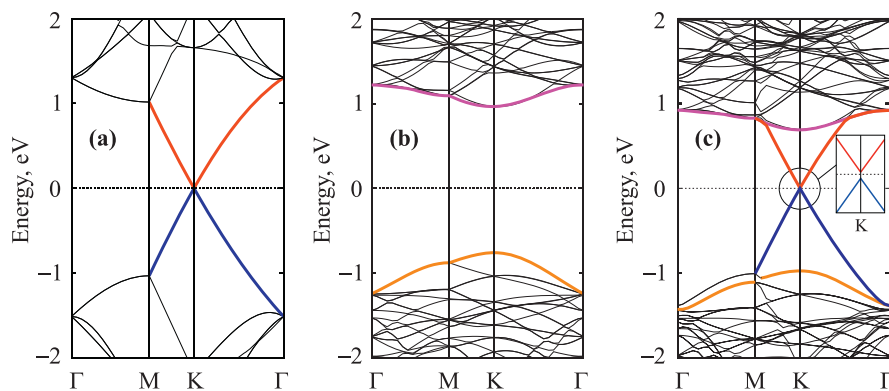 2 2 2
(a) (b) (c)
1 1 1
Energy, eV Energy, eV Energy, eV
0 0 0
K
−1 −1 −1
−2 −2 −2
Γ M K Γ Γ M K Γ Γ M K Γ